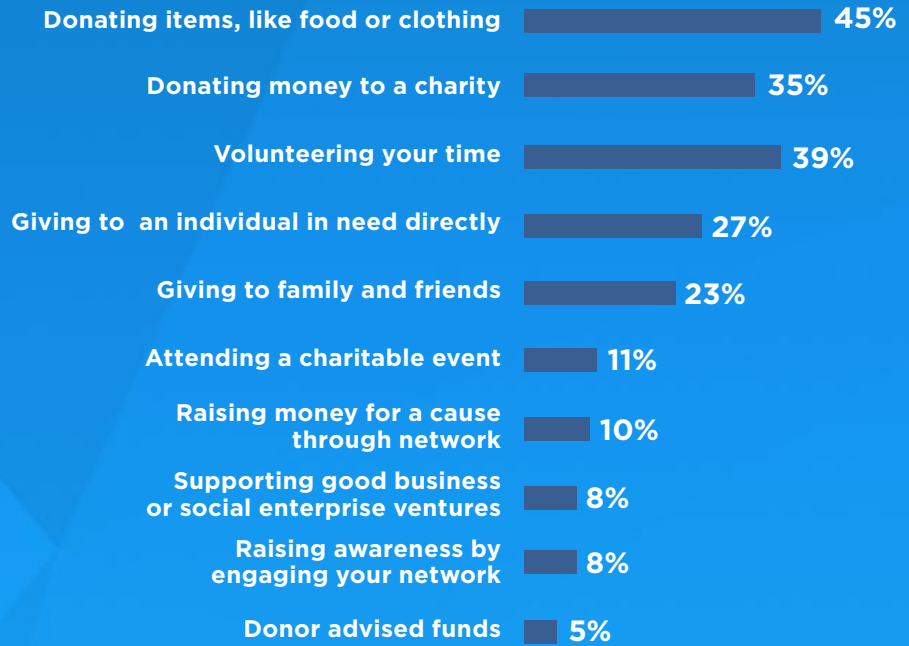 Donating items, like food or clothing 45%
Donating money to a charity 35%
Volunteering your time 39%
Giving to  an individual in need directly 27%
Giving to family and friends 23%
Attending a charitable event 11%
Raising money for a cause
through network 10%
Supporting good business
or social enterprise ventures 8%
Raising awareness by
engaging your network 8%
Donor advised funds 5%